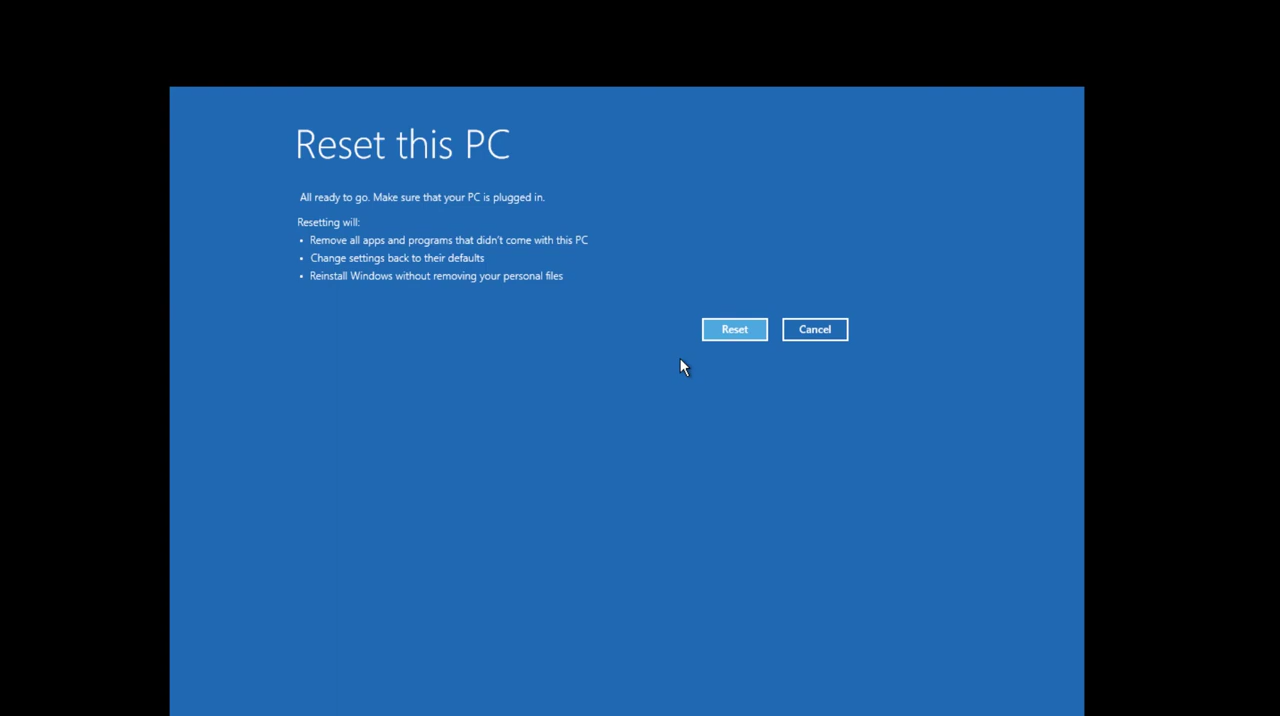 Reset this PC
All ready to go. Make sure that your PC is plugged in.
Resetting will:
• Remove all apps and programs that didn't come with this PC
• Change settings back to their defaults
• Reinstall Windows without removing your personal files
Reset Cancel